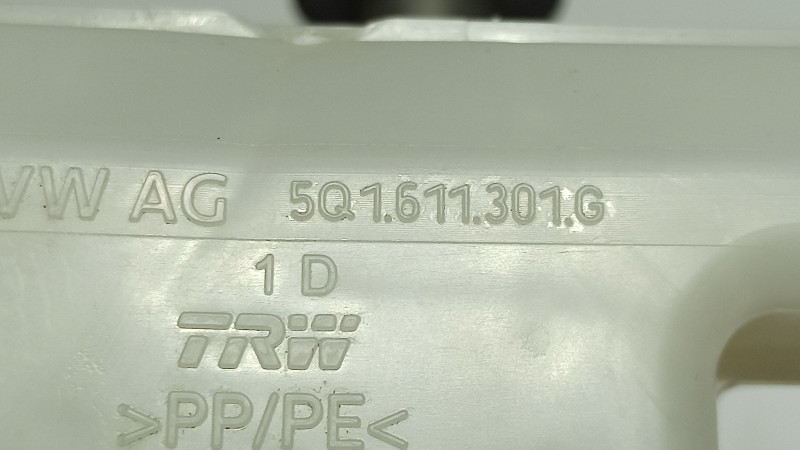 VW AG 5Q1.611.301.G
1 D
TRW
>PP/PE<